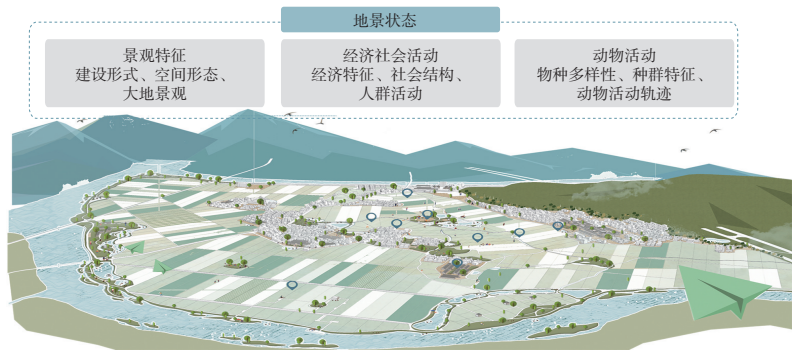 地景状态
景观特征
建设形式、空间形态、
大地景观
经济社会活动
经济特征、社会结构、
人群活动
动物活动
物种多样性、种群特征、
动物活动轨迹